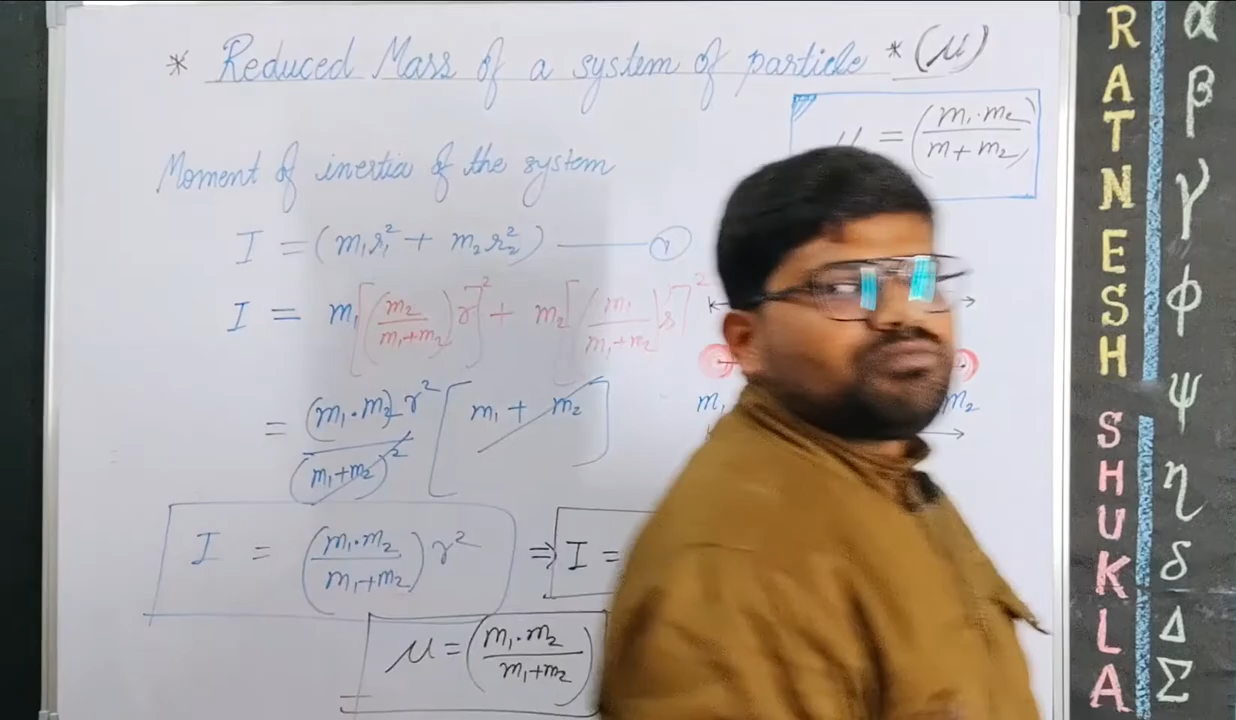 * Reduced Mass of a system of particle * (μ)
= (m₁·m₂ / m + m₂)
Moment of inertia of the system
I = (m₁r₁² + m₂r₂²)
I = m₁[(m₂ / m₁+m₂) r]² + m₂[(m₁ / m₁+m₂) r]²
= (m₁·m₂) r² / (m₁+m₂)² [m₁ + m₂]
m₁ m₂
I = (m₁·m₂ / m₁+m₂) r² ⇒ I =
μ = (m₁·m₂ / m₁+m₂)
RATNESH SHUKLA
α
β
γ
ϕ
ψ
η
δ
Δ
Σ